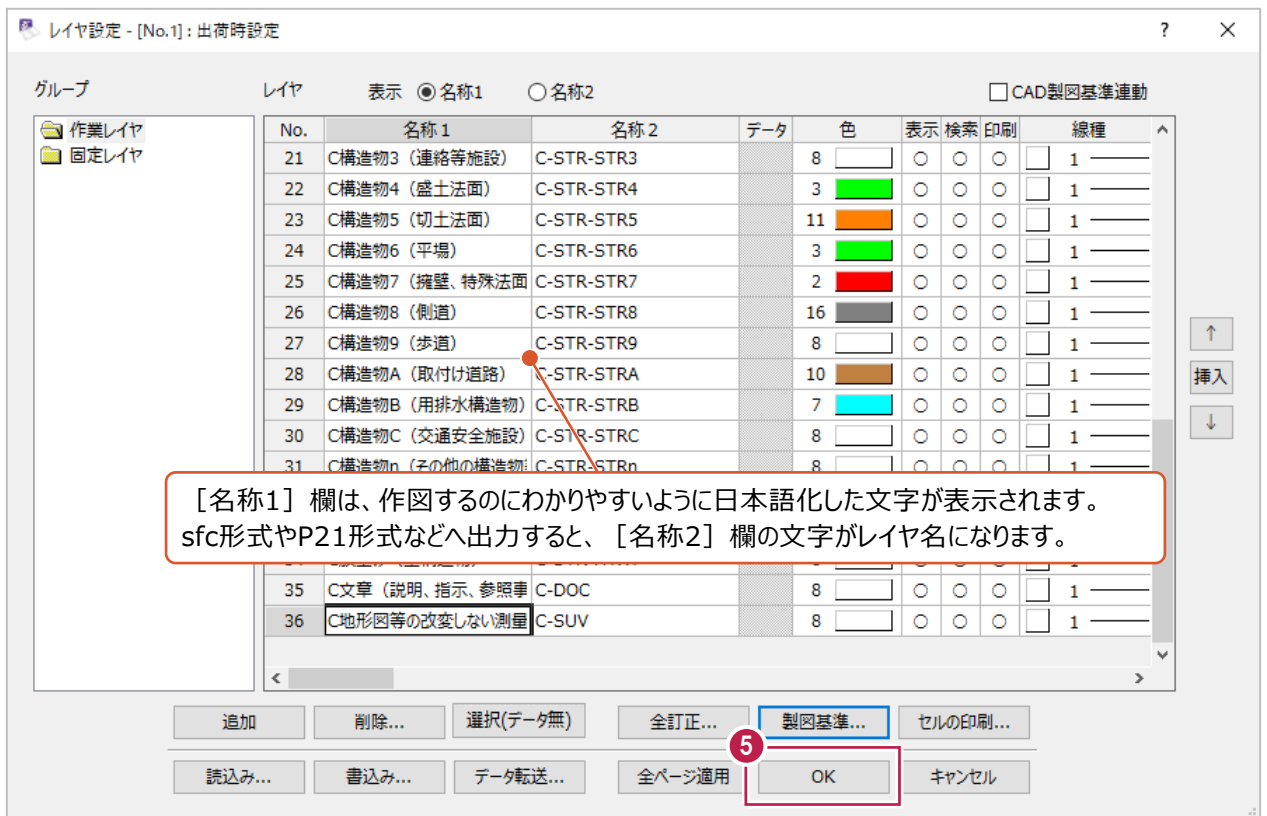 レイヤ設定 - [No.1] : 出荷時設定 ? ×
グループ レイヤ 表示 名称1 名称2 CAD製図基準連動
作業レイヤ
固定レイヤ
No. 名称 1 名称 2 データ 色 表示 検索 印刷 線種
21 C構造物3（連絡等施設） C-STR-STR3 8 ○ ○ ○ 1
22 C構造物4（盛土法面） C-STR-STR4 3 ○ ○ ○ 1
23 C構造物5（切土法面） C-STR-STR5 11 ○ ○ ○ 1
24 C構造物6（平場） C-STR-STR6 3 ○ ○ ○ 1
25 C構造物7（擁壁、特殊法面 C-STR-STR7 2 ○ ○ ○ 1
26 C構造物8（側道） C-STR-STR8 16 ○ ○ ○ 1
27 C構造物9（歩道） C-STR-STR9 8 ○ ○ ○ 1
28 C構造物A（取付け道路） C-STR-STRA 10 ○ ○ ○ 1
29 C構造物B（用排水構造物） C-STR-STRB 7 ○ ○ ○ 1
30 C構造物C（交通安全施設） C-STR-STRC 8 ○ ○ ○ 1
31 C構造物n（その他の構造物 C-STR-STRn 8 ○ ○ ○ 1
［名称1］欄は、作図するのにわかりやすいように日本語化した文字が表示されます。
sfc形式やP21形式などへ出力すると、［名称2］欄の文字がレイヤ名になります。
35 C文章（説明、指示、参照事 C-DOC 8 ○ ○ ○ 1
36 C地形図等の改変しない測量 C-SUV 8 ○ ○ ○ 1
↑
挿入
↓
追加 削除... 選択(データ無) 全訂正... 製図基準... セルの印刷...
5
読込み... 書込み... データ転送... 全ページ適用 OK キャンセル